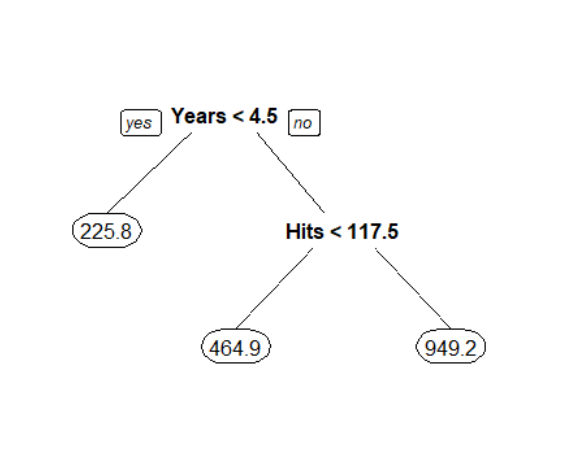 yes Years < 4.5 no
225.8 Hits < 117.5
464.9 949.2